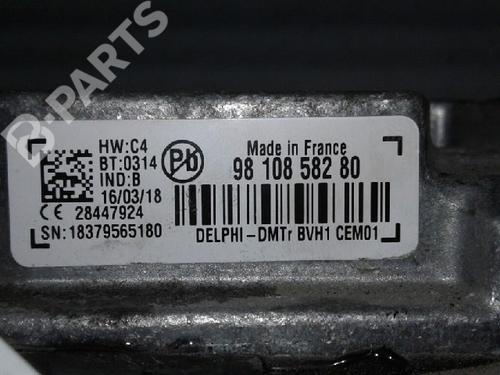 B-PARTS
HW:C4
BT:0314
IND:B
16/03/18
CE 28447924
SN:18379565180
Pb
Made in France
98 108 582 80
DELPHI-DMTr BVH1 CEM01